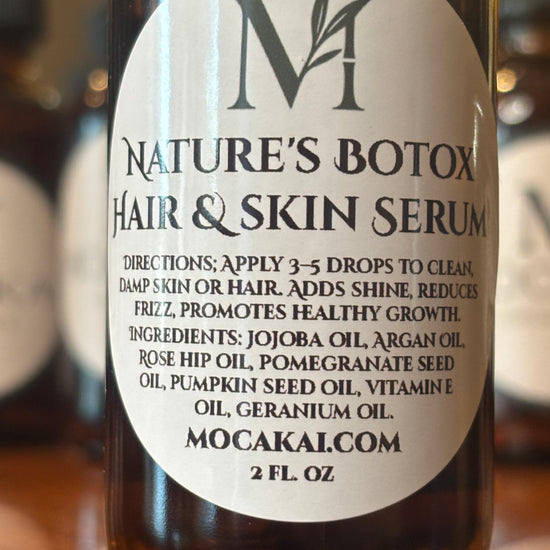 M
NATURE'S BOTOX
HAIR & SKIN SERUM
DIRECTIONS; APPLY 3-5 DROPS TO CLEAN,
DAMP SKIN OR HAIR. ADDS SHINE, REDUCES
FRIZZ, PROMOTES HEALTHY GROWTH.
INGREDIENTS: JOJOBA OIL, ARGAN OIL,
ROSE HIP OIL, POMEGRANATE SEED
OIL, PUMPKIN SEED OIL, VITAMIN E
OIL, GERANIUM OIL.
MOCAKAI.COM
2 FL. OZ